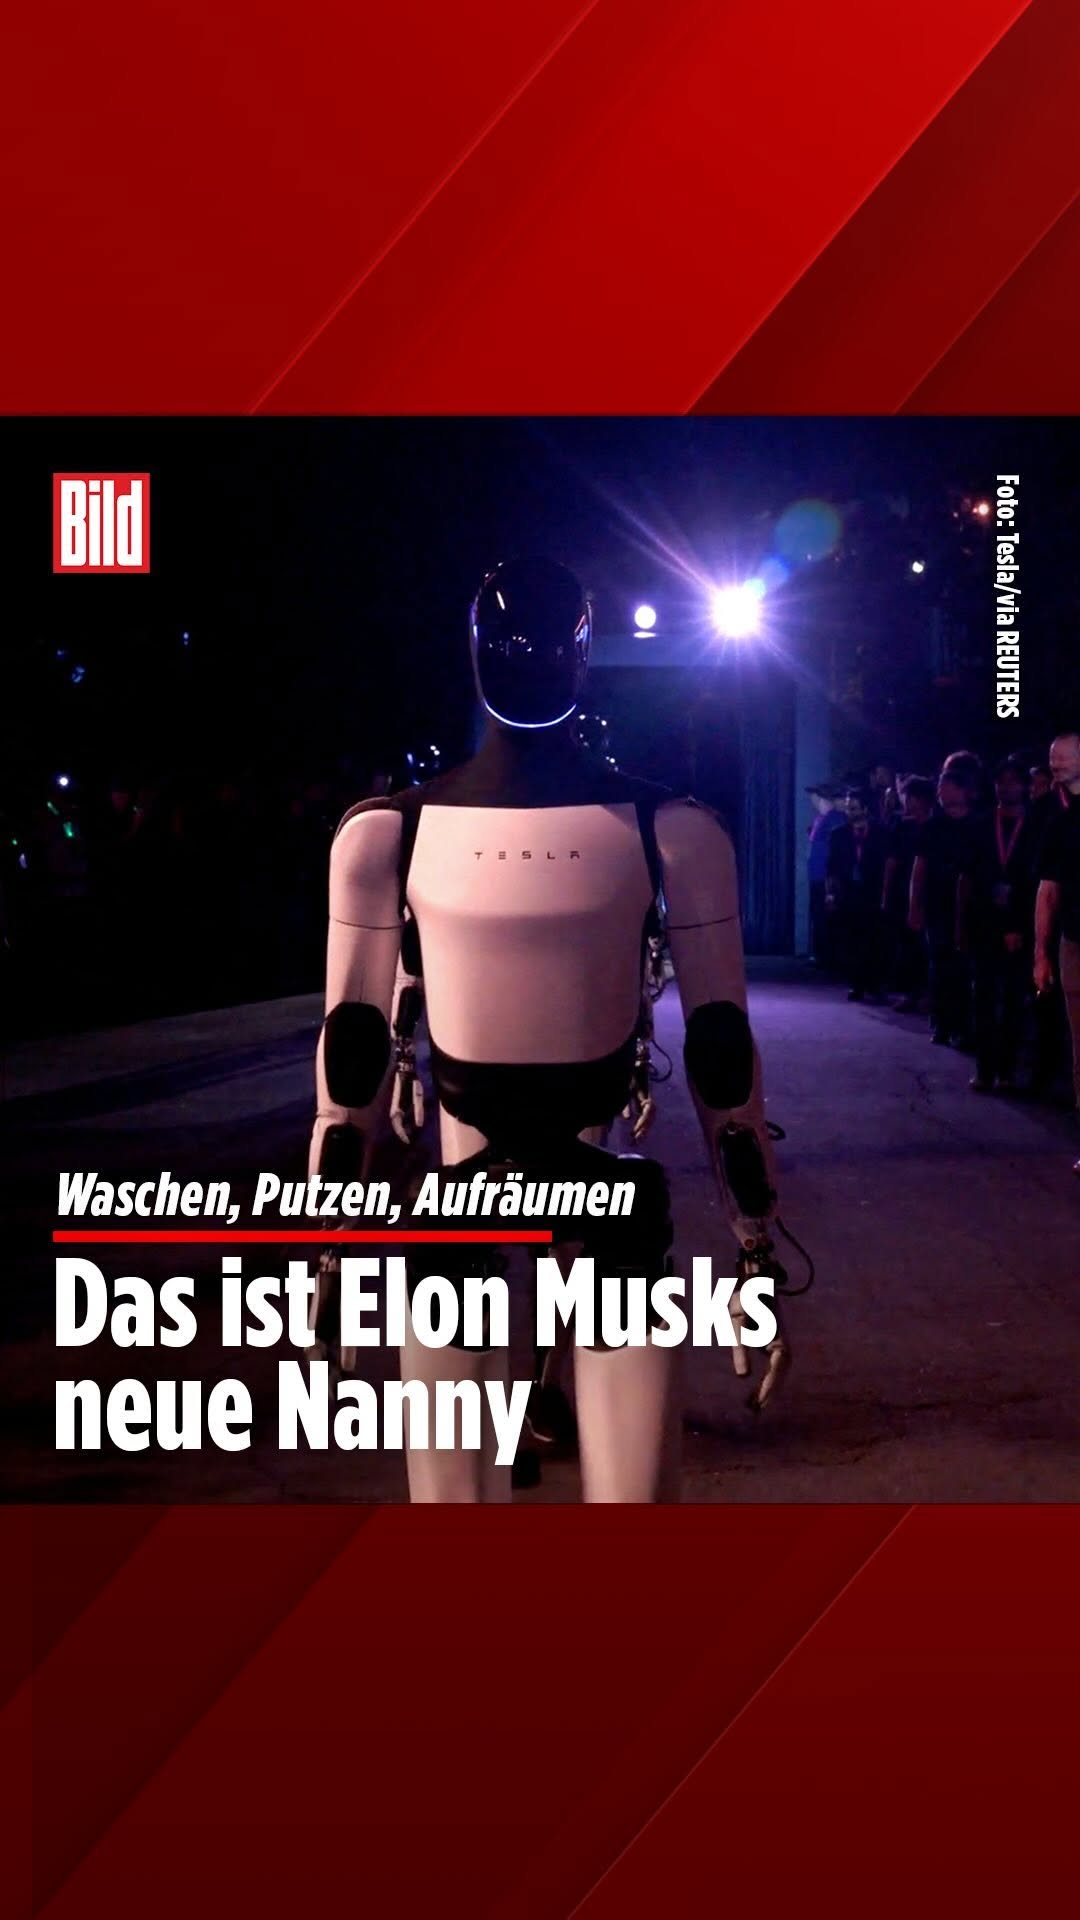 Bild
Foto: Tesla/via REUTERS
TESLA
Waschen, Putzen, Aufräumen
Das ist Elon Musks
neue Nanny